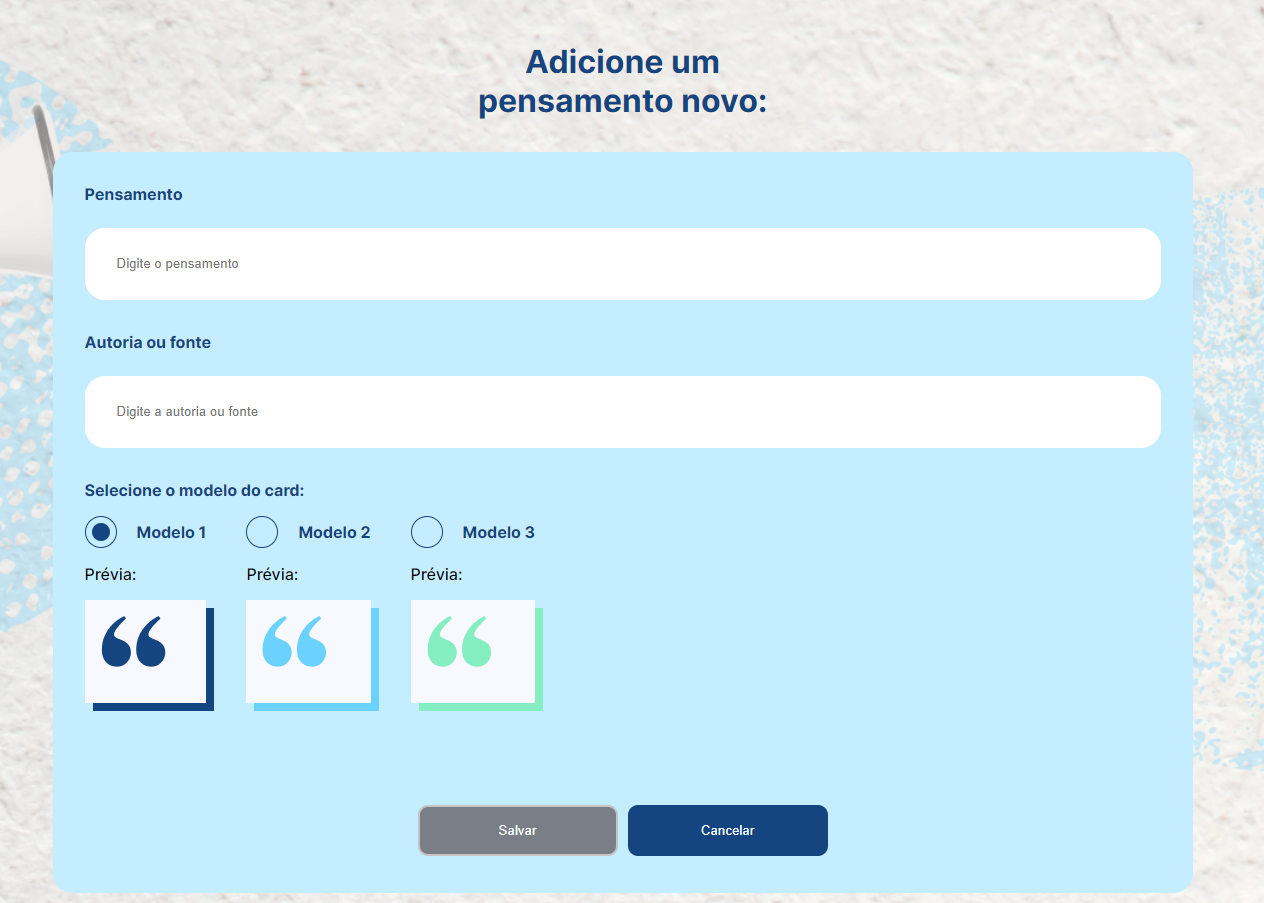 Adicione um
pensamento novo:
Pensamento
Digite o pensamento
Autoria ou fonte
Digite a autoria ou fonte
Selecione o modelo do card:
Modelo 1 Modelo 2 Modelo 3
Prévia: Prévia: Prévia:
Salvar Cancelar